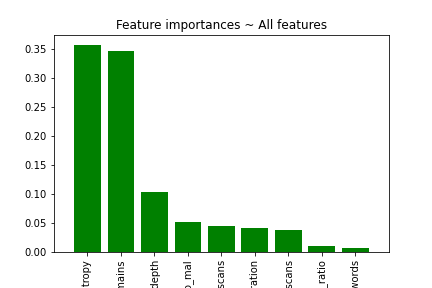 Feature importances ~ All features
0.35
0.30
0.25
0.20
0.15
0.10
0.05
0.00
tropy
mains
depth
_mal
scans
ration
scans
_ratio
words